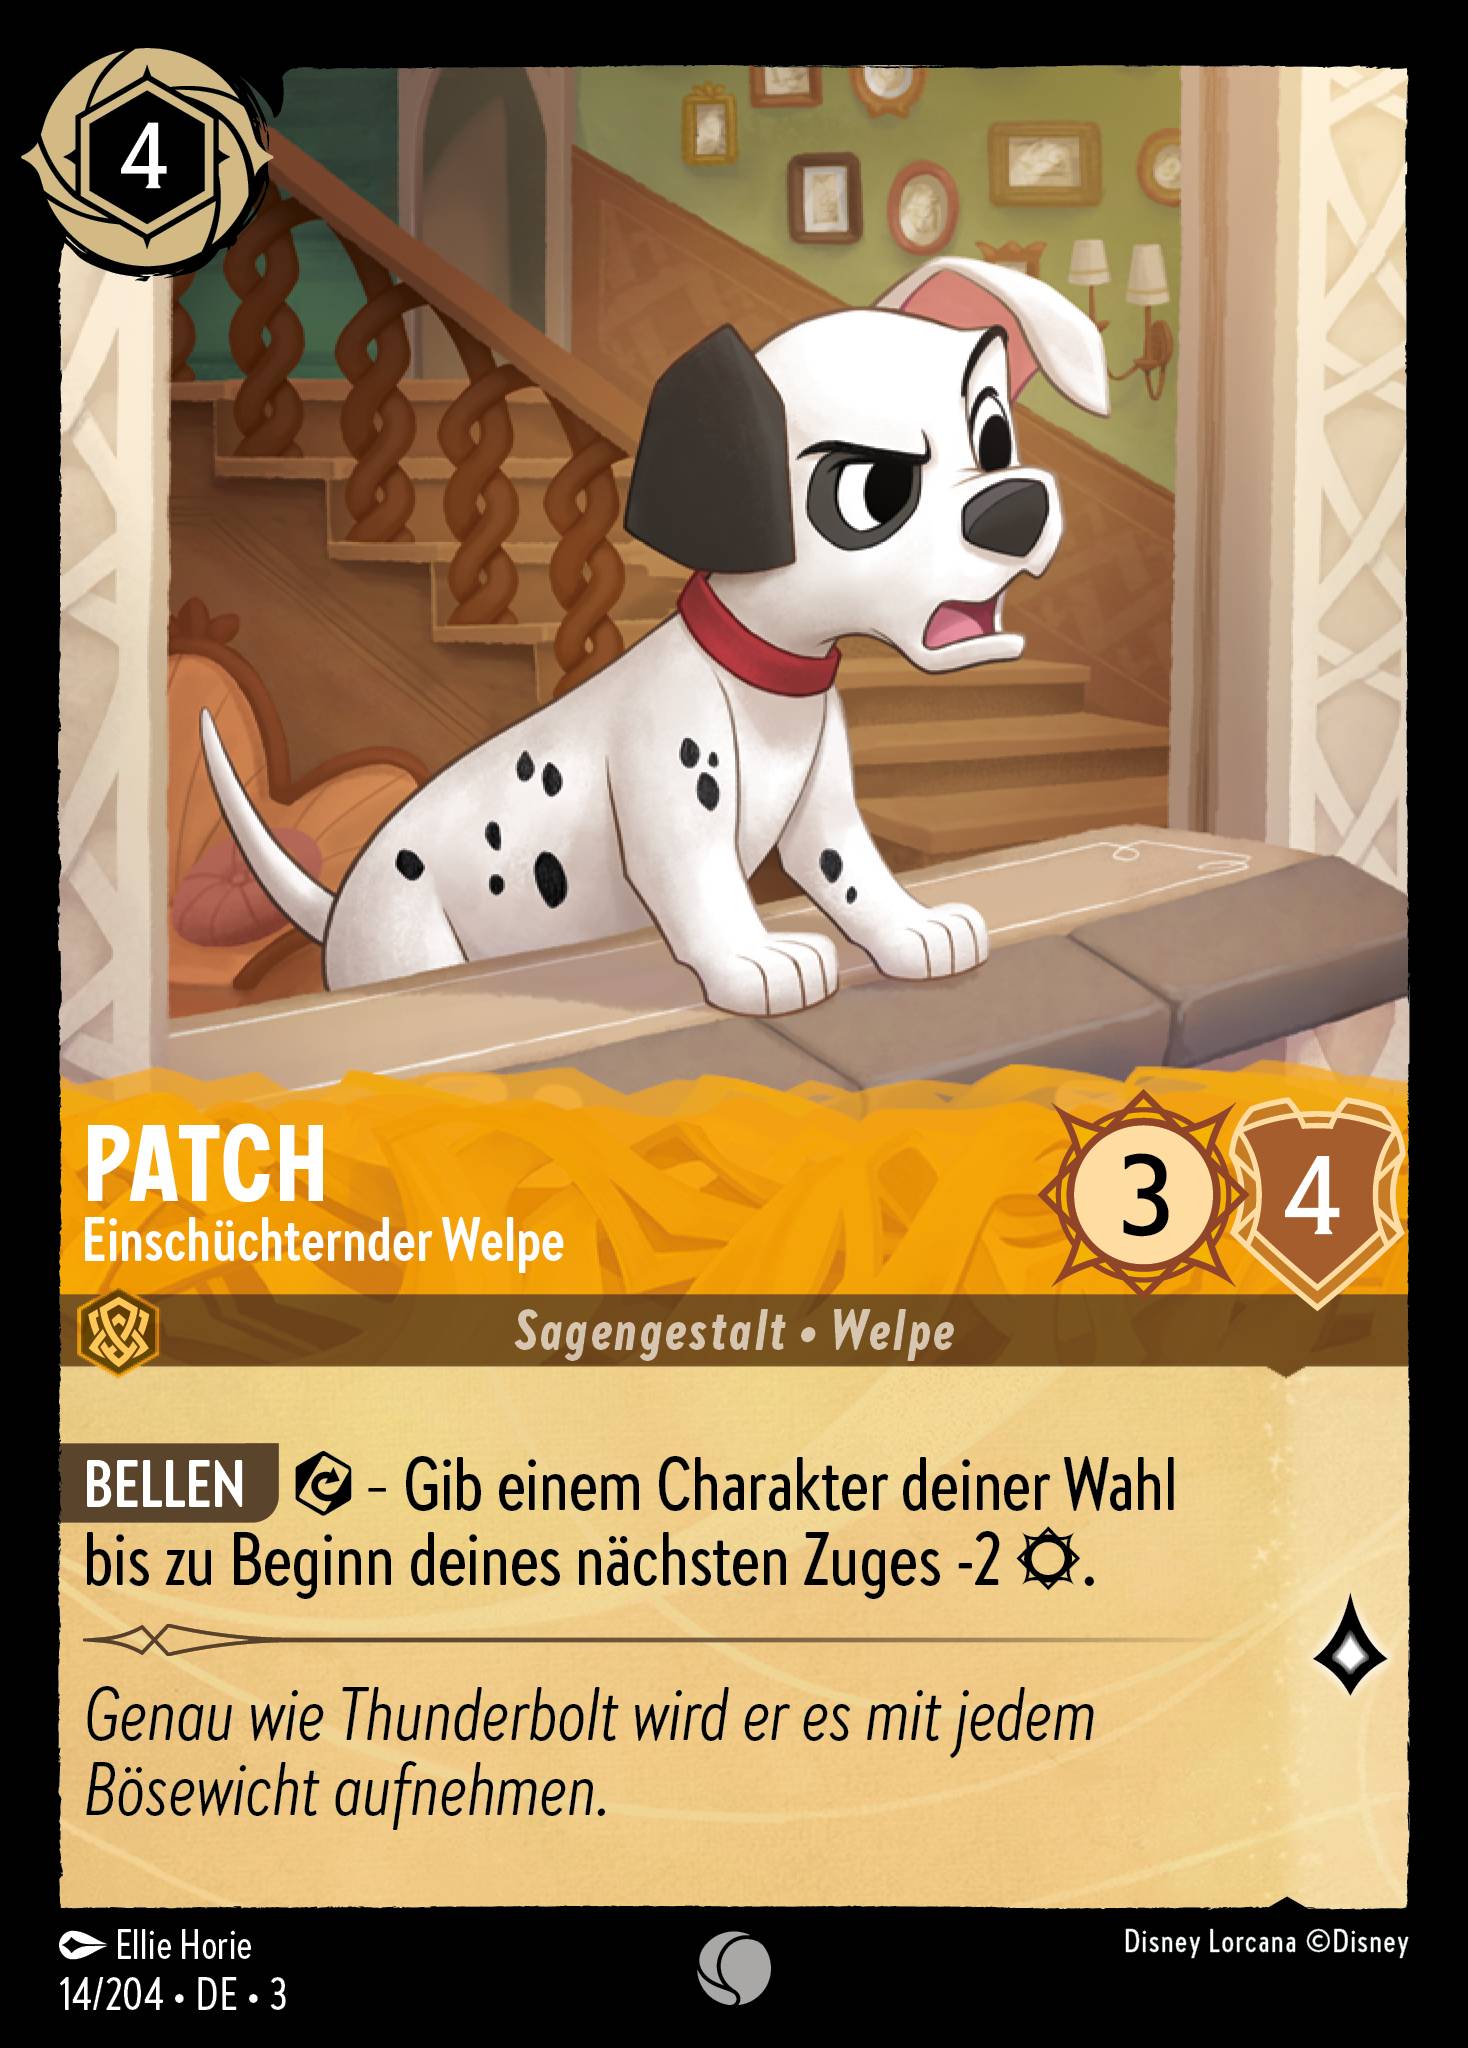 4
PATCH
Einschüchternder Welpe
3
4
Sagengestalt • Welpe
BELLEN – Gib einem Charakter deiner Wahl
bis zu Beginn deines nächsten Zuges -2 .
Genau wie Thunderbolt wird er es mit jedem
Bösewicht aufnehmen.
Ellie Horie
Disney Lorcana ©Disney
14/204 • DE • 3